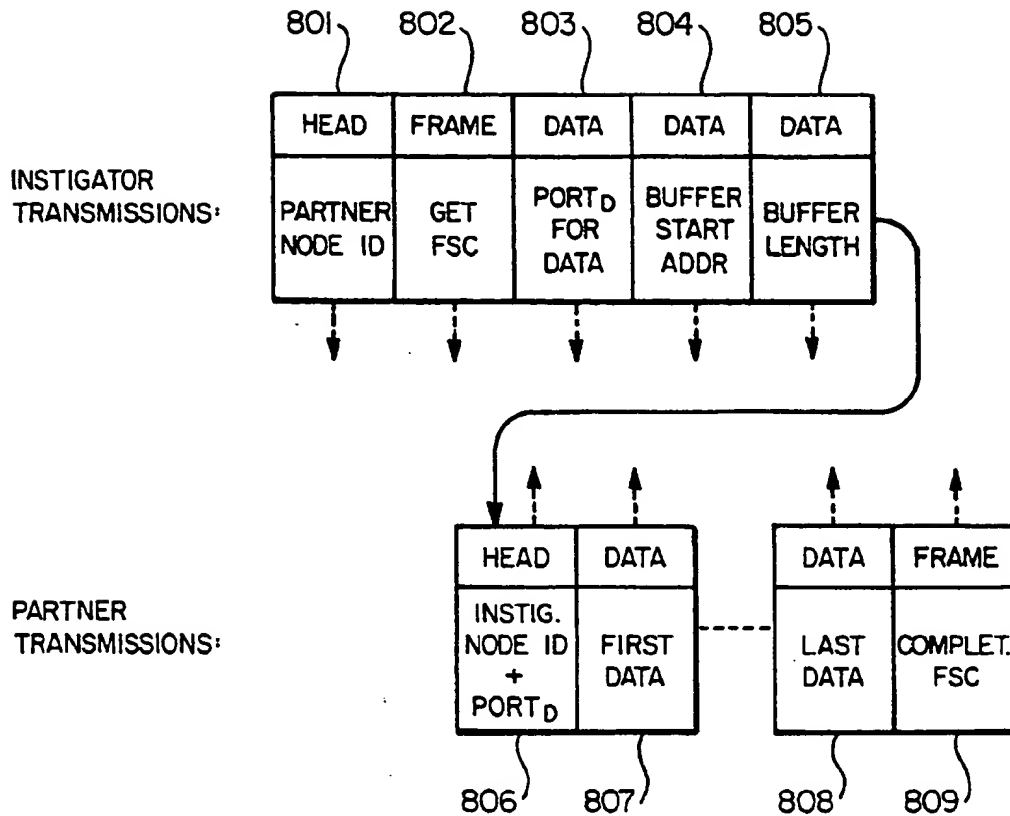 801 802 803 804 805
HEAD FRAME DATA DATA DATA
INSTIGATOR
TRANSMISSIONS:
PARTNER
NODE ID
GET
FSC
PORTD
FOR
DATA
BUFFER
START
ADDR
BUFFER
LENGTH
HEAD DATA DATA FRAME
PARTNER
TRANSMISSIONS:
INSTIG.
NODE ID
+
PORTD
FIRST
DATA
LAST
DATA
COMPLET.
FSC
806 807 808 809